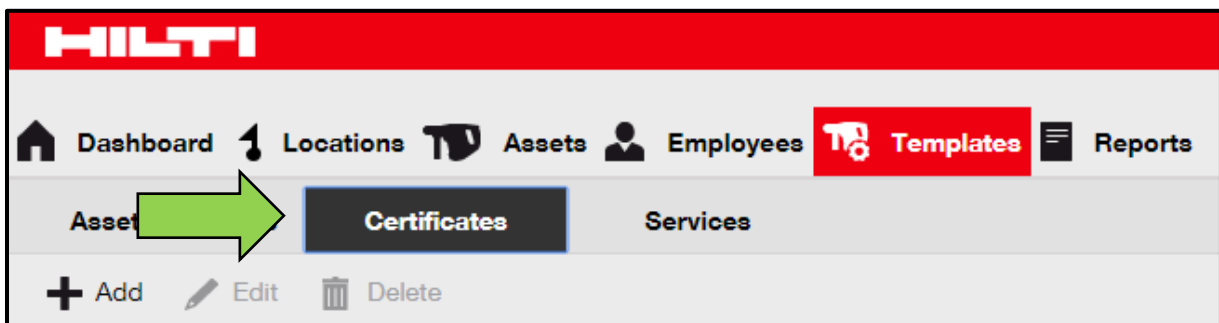 HILTI
Dashboard Locations Assets Employees Templates Reports
Certificates Services
Add Edit Delete